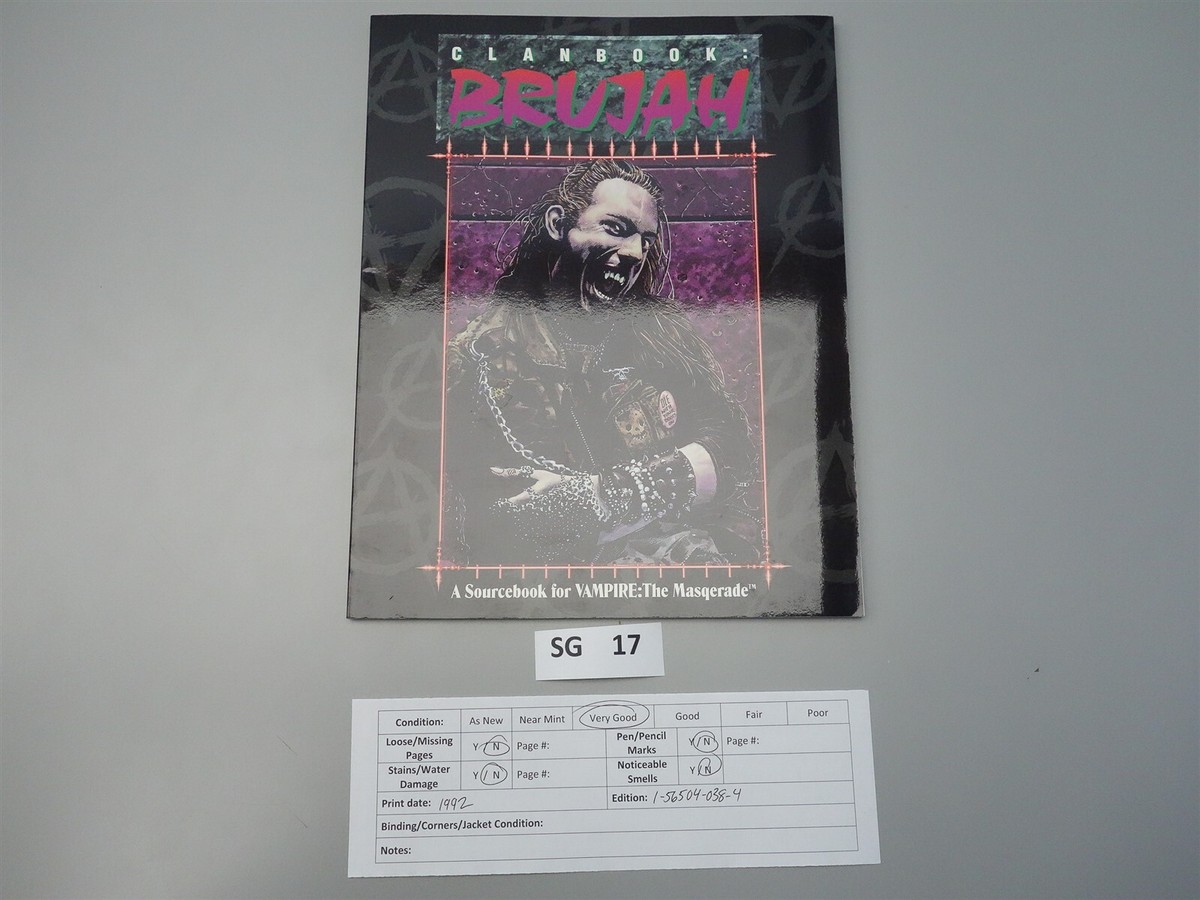 CLANBOOK:
BRUJAH
A Sourcebook for VAMPIRE:The Masqerade™
SG 17
Condition: As New Near Mint Very Good Good Fair Poor
Loose/Missing Pages Y / N Page #: Pen/Pencil Marks Y / N Page #:
Stains/Water Damage Y / N Page #: Noticeable Smells Y / N
Print date: 1992 Edition: 1-56504-038-4
Binding/Corners/Jacket Condition:
Notes: